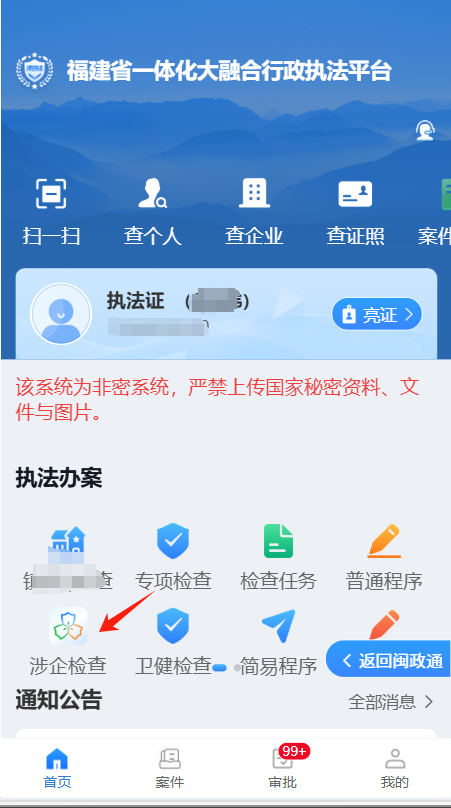 福建省一体化大融合行政执法平台
扫一扫 查个人 查企业 查证照 案件
执法证
亮证
该系统为非密系统，严禁上传国家秘密资料、文
件与图片。
执法办案
查 专项检查 检查任务 普通程序
涉企检查 卫健检查 简易程序
返回闽政通
通知公告 全部消息
99+
首页 案件 审批 我的